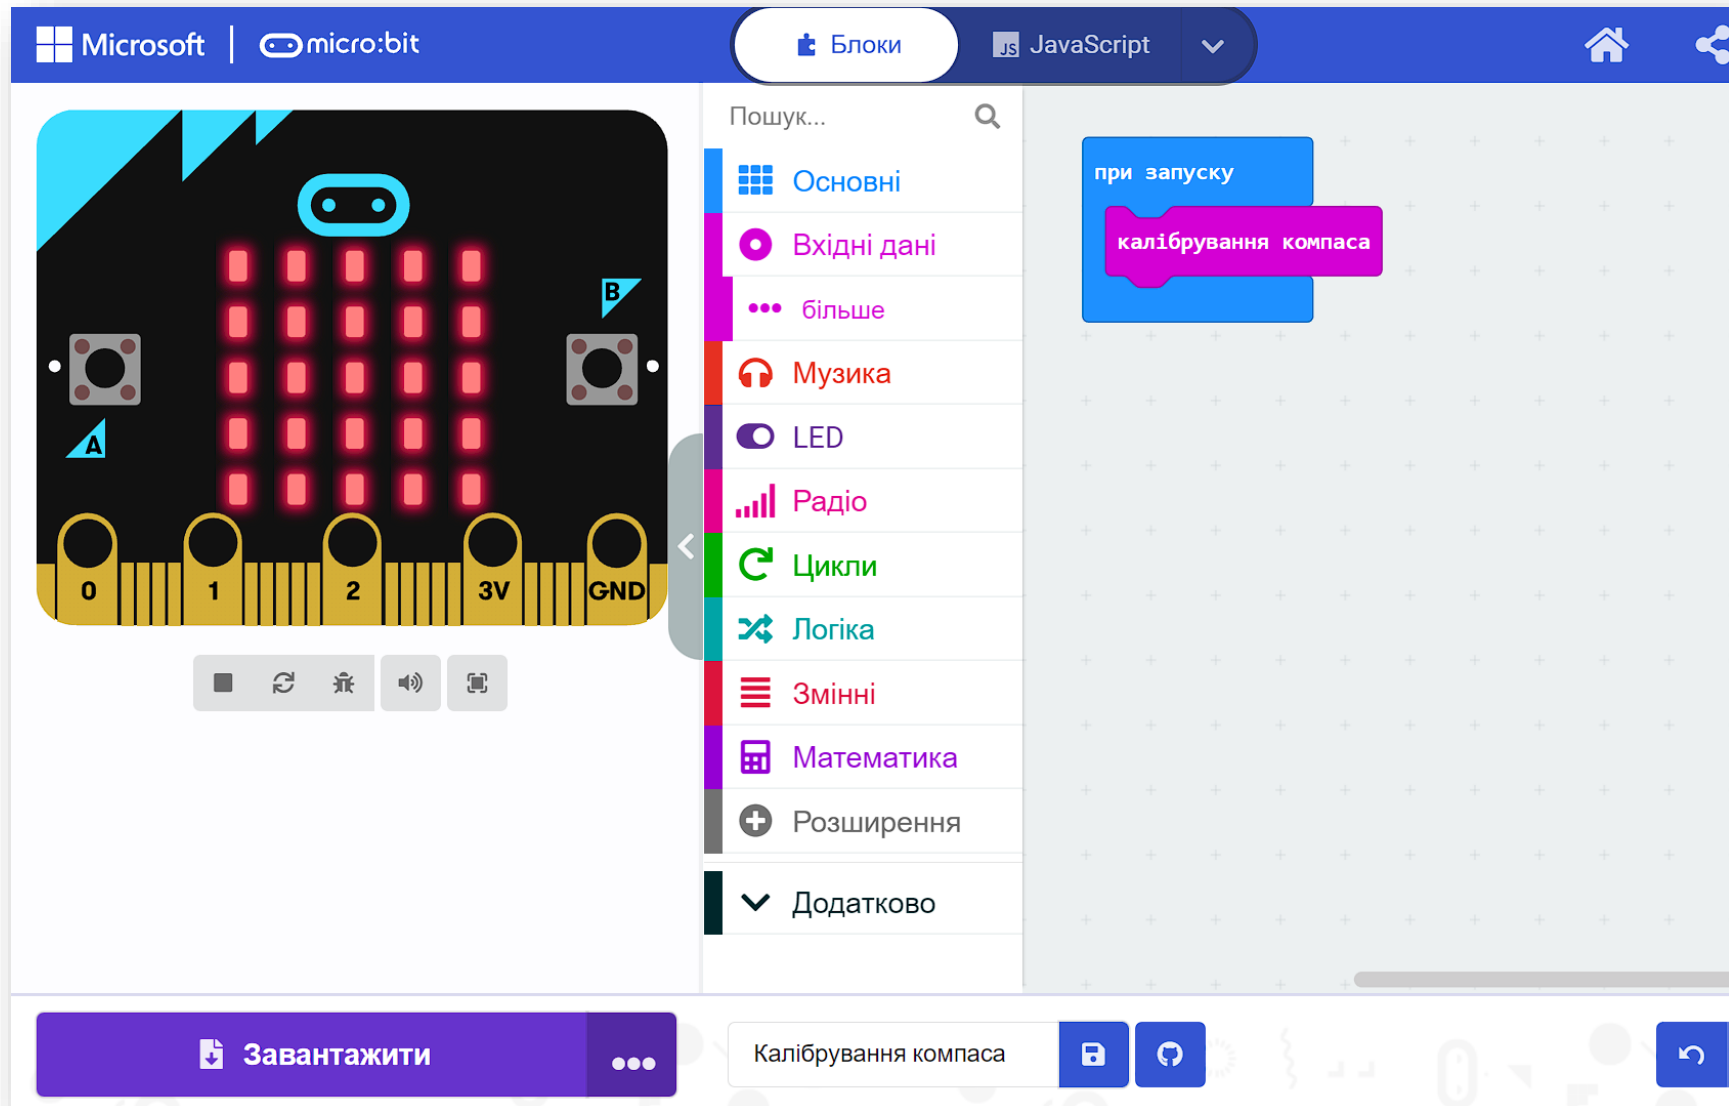 Microsoft
micro:bit
Блоки
JS JavaScript
B
A
0
1
2
3V
GND
Пошук...
Основні
Вхідні дані
більше
Музика
LED
Радіо
Цикли
Логіка
Змінні
Математика
Розширення
Додатково
при запуску
калібрування компаса
Завантажити
Калібрування компаса